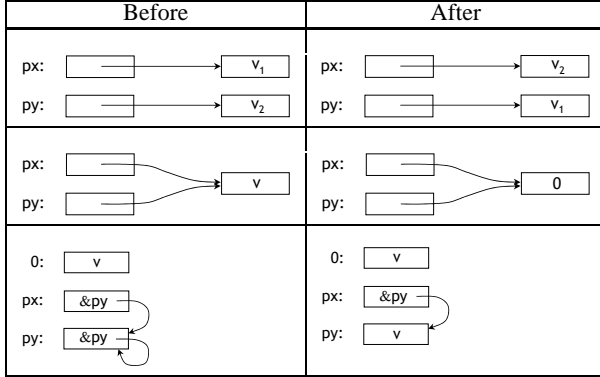 Before After
px: v1 px: v2
py: v2 py: v1
px: px:
v 0
py: py:
0: v 0: v
px: &py px: &py
py: &py py: v